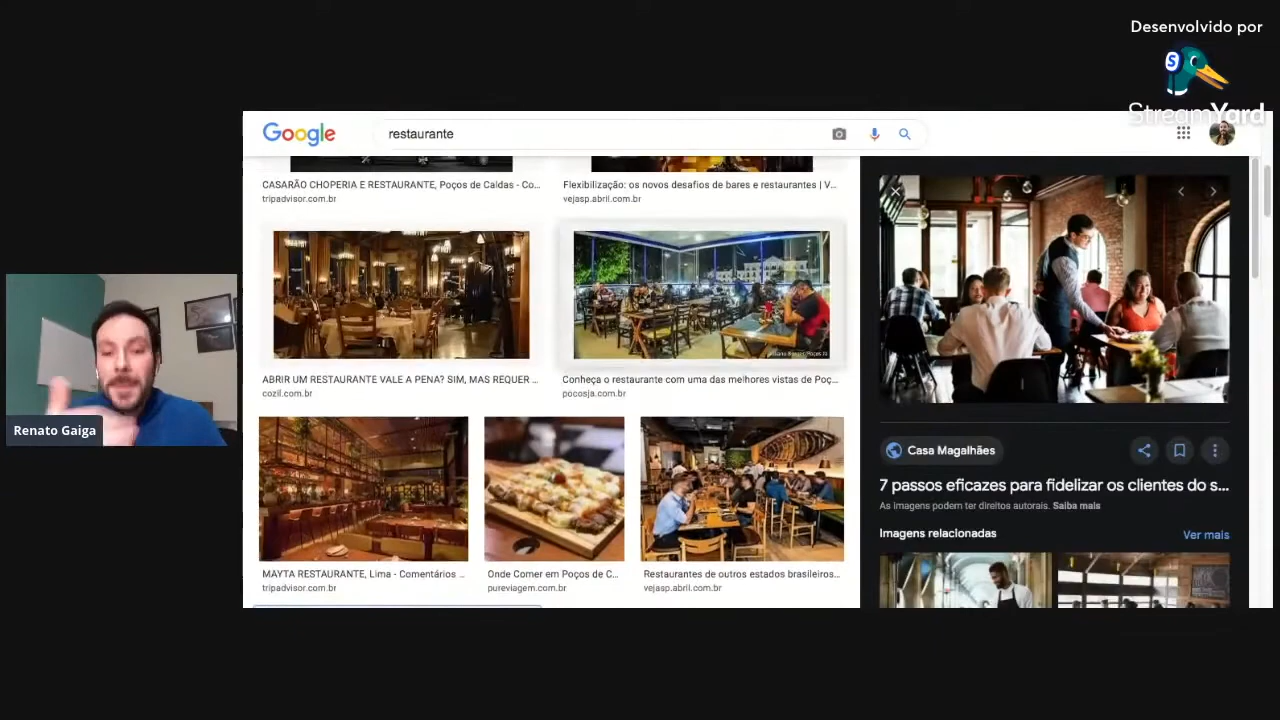 Desenvolvido por
StreamYard
Google
restaurante
CASARÃO CHOPERIA E RESTAURANTE, Poços de Caldas - Co...
tripadvisor.com.br
Flexibilização: os novos desafios de bares e restaurantes | V...
vejasp.abril.com.br
ABRIR UM RESTAURANTE VALE A PENA? SIM, MAS REQUER ...
cozil.com.br
Conheça o restaurante com uma das melhores vistas de Poç...
pocosja.com.br
MAYTA RESTAURANTE, Lima - Comentários ...
tripadvisor.com.br
Onde Comer em Poços de C...
pureviagem.com.br
Restaurantes de outros estados brasileiros...
vejasp.abril.com.br
Casa Magalhães
7 passos eficazes para fidelizar os clientes do s...
As imagens podem ter direitos autorais. Saiba mais
Imagens relacionadas
Ver mais
Renato Gaiga